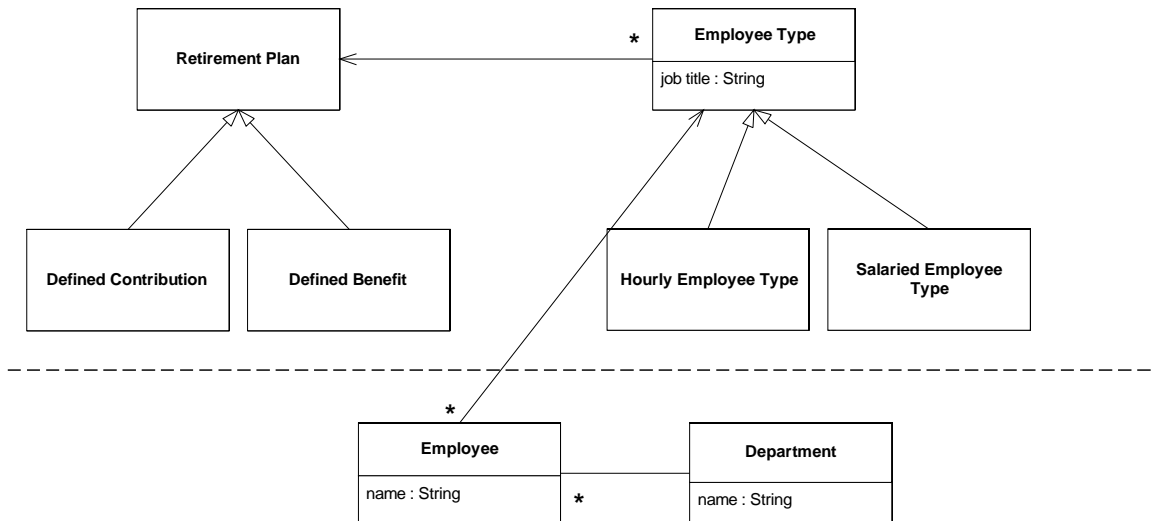 Retirement Plan
*
Employee Type
job title : String
Defined Contribution
Defined Benefit
Hourly Employee Type
Salaried Employee
Type
*
Employee
name : String
*
Department
name : String